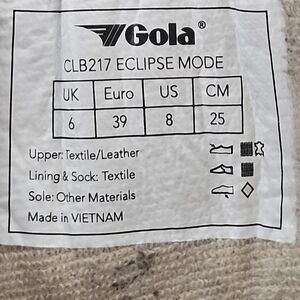 Gola
CLB217 ECLIPSE MODE
UK Euro US CM
6 39 8 25
Upper: Textile/Leather
Lining & Sock: Textile
Sole: Other Materials
Made in VIETNAM